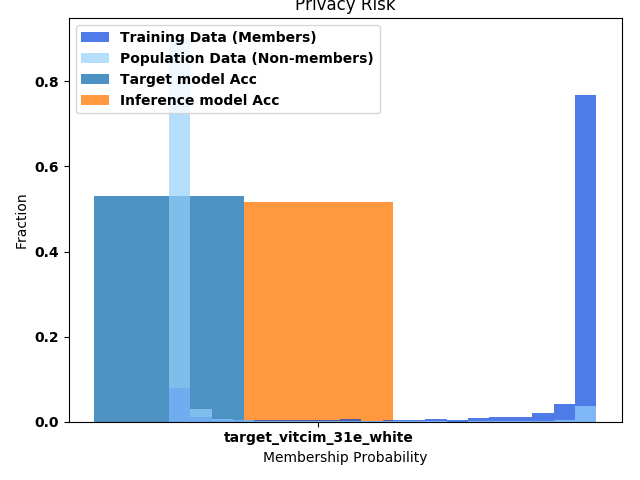 Privacy Risk
Training Data (Members)
Population Data (Non-members)
Target model Acc
Inference model Acc
0.8
0.6
0.4
0.2
0.0
Fraction
target_vitcim_31e_white
Membership Probability